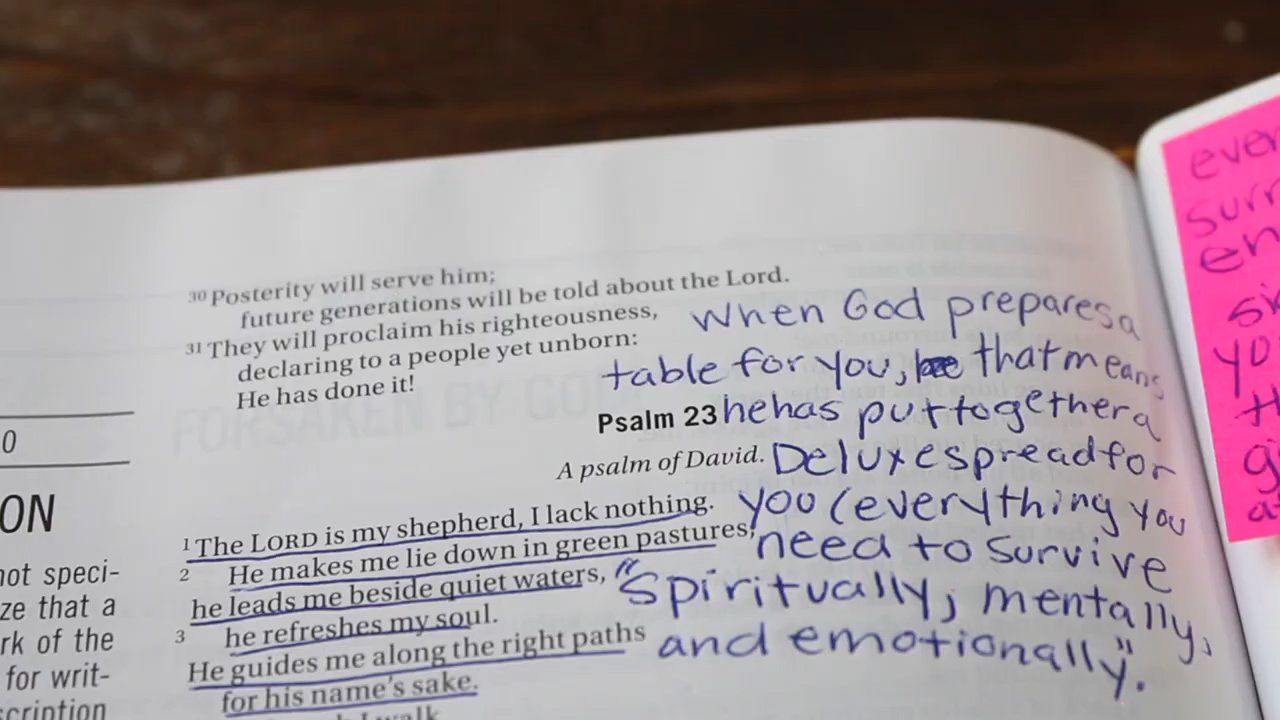 30 Posterity will serve him;
future generations will be told about the Lord.
31 They will proclaim his righteousness,
declaring to a people yet unborn:
He has done it!
Psalm 23
A psalm of David.
1 The LORD is my shepherd, I lack nothing.
2 He makes me lie down in green pastures,
he leads me beside quiet waters,
3 he refreshes my soul.
He guides me along the right paths
for his name's sake.
I walk
When God prepares a
table for you, that means
he has put together a
Deluxe spread for
you (everything you
need to survive
"Spiritually, mentally,
and emotionally".
0
ON
not speci-
ze that a
rk of the
for writ-
scription